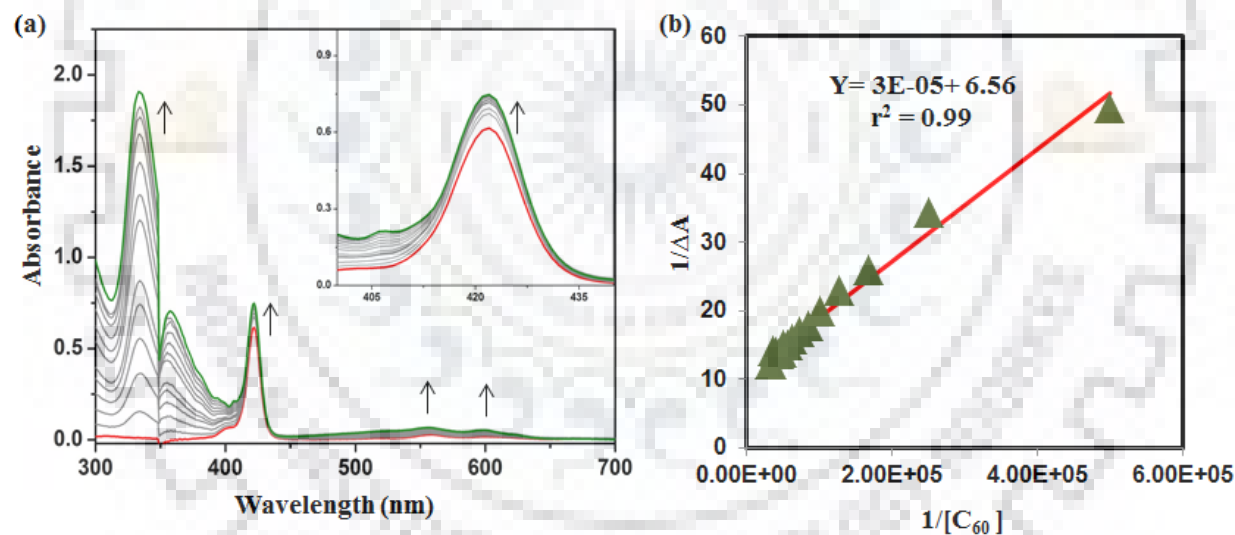 (a)
2.0
1.5
1.0
0.5
0.0
Absorbance
300 400 500 600 700
Wavelength (nm)
0.9
0.6
0.3
0.0
405 420 435
(b)
60
50
40
30
20
10
0
1/ΔA
Y= 3E-05+ 6.56
r² = 0.99
0.00E+00 2.00E+05 4.00E+05 6.00E+05
1/[C₆₀]